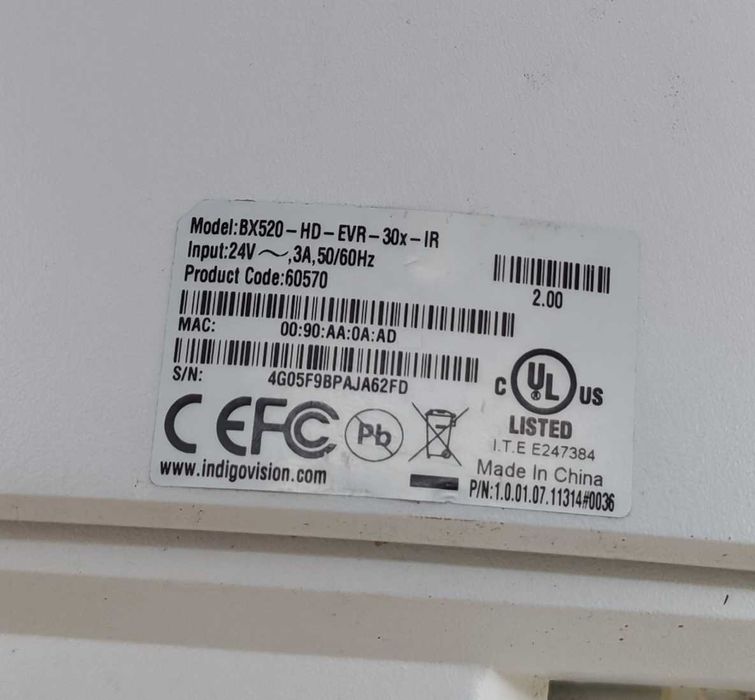 Model:BX520-HD-EVR-30x-IR
Input:24V ~,3A,50/60Hz
Product Code:60570
2.00
MAC: 00:90:AA:0A:AD
S/N: 4G05F9BPAJA62FD
C UL US
®
LISTED
I.T.E E247384
CE FC Pb
Made In China
www.indigovision.com
P/N:1.0.01.07.11314#0036